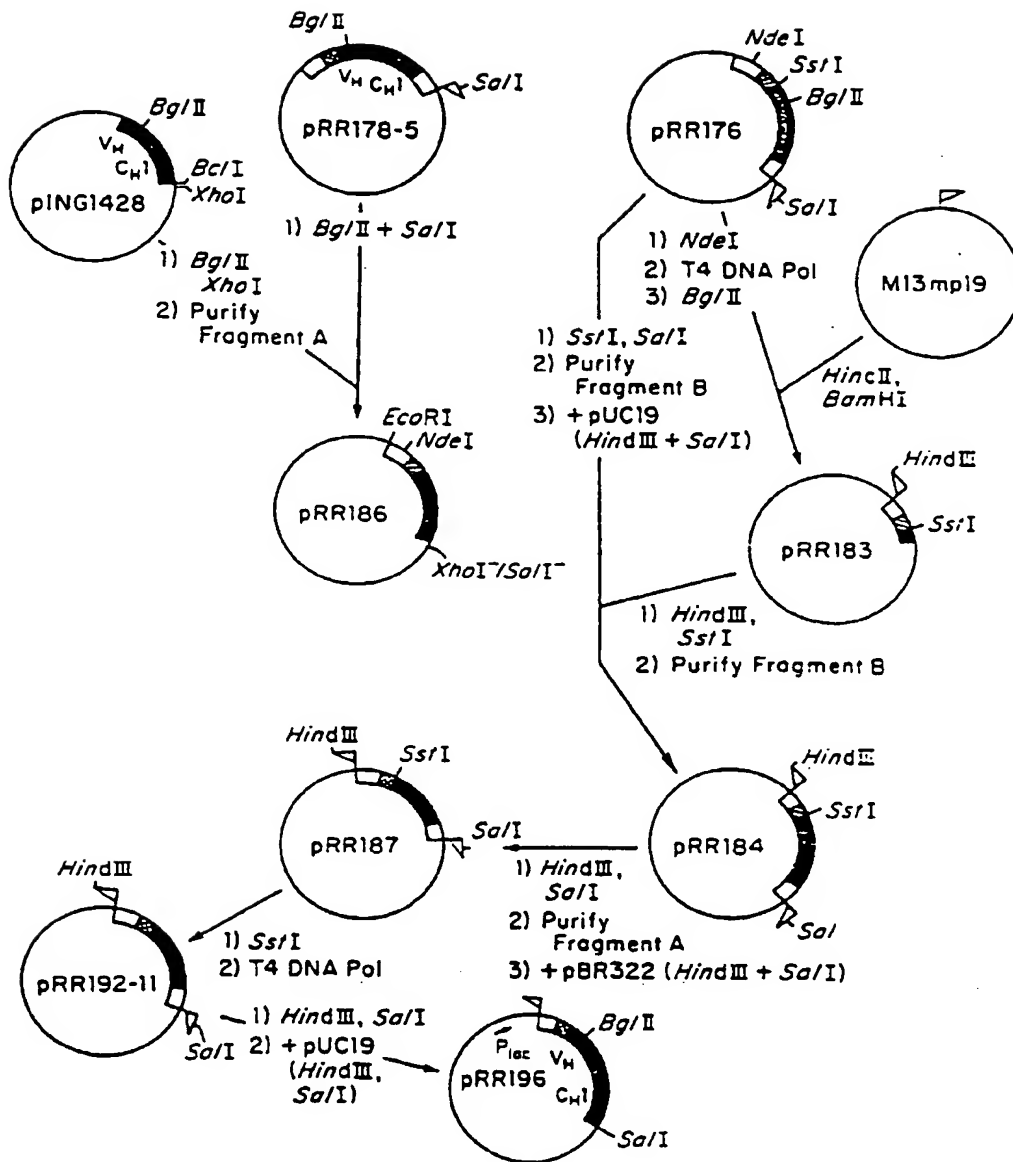 BglII
VH CH1
SalI
pRR178-5
BglII
VH
CH1
BclI
XhoI
pING1428
1) BglII
XhoI
2) Purify
Fragment A
1) BglII + SalI
EcoRI
NdeI
pRR186
XhoI⁻/SalI⁻
NdeI
SstI
BglII
pRR176
SalI
1) NdeI
2) T4 DNA Pol
3) BglII
M13mp19
HincII,
BamHI
1) SstI, SalI
2) Purify
Fragment B
3) +pUC19
(HindIII + SalI)
HindIII
SstI
pRR183
1) HindIII,
SstI
2) Purify Fragment B
HindIII
SstI
pRR184
Sal
1) HindIII,
SalI
2) Purify
Fragment A
3) +pBR322 (HindIII + SalI)
HindIII
SstI
pRR187
SalI
1) SstI
2) T4 DNA Pol
HindIII
pRR192-11
SalI
1) HindIII, SalI
2) +pUC19
(HindIII,
SalI)
BglII
Plac
VH
pRR196
CH1
SalI